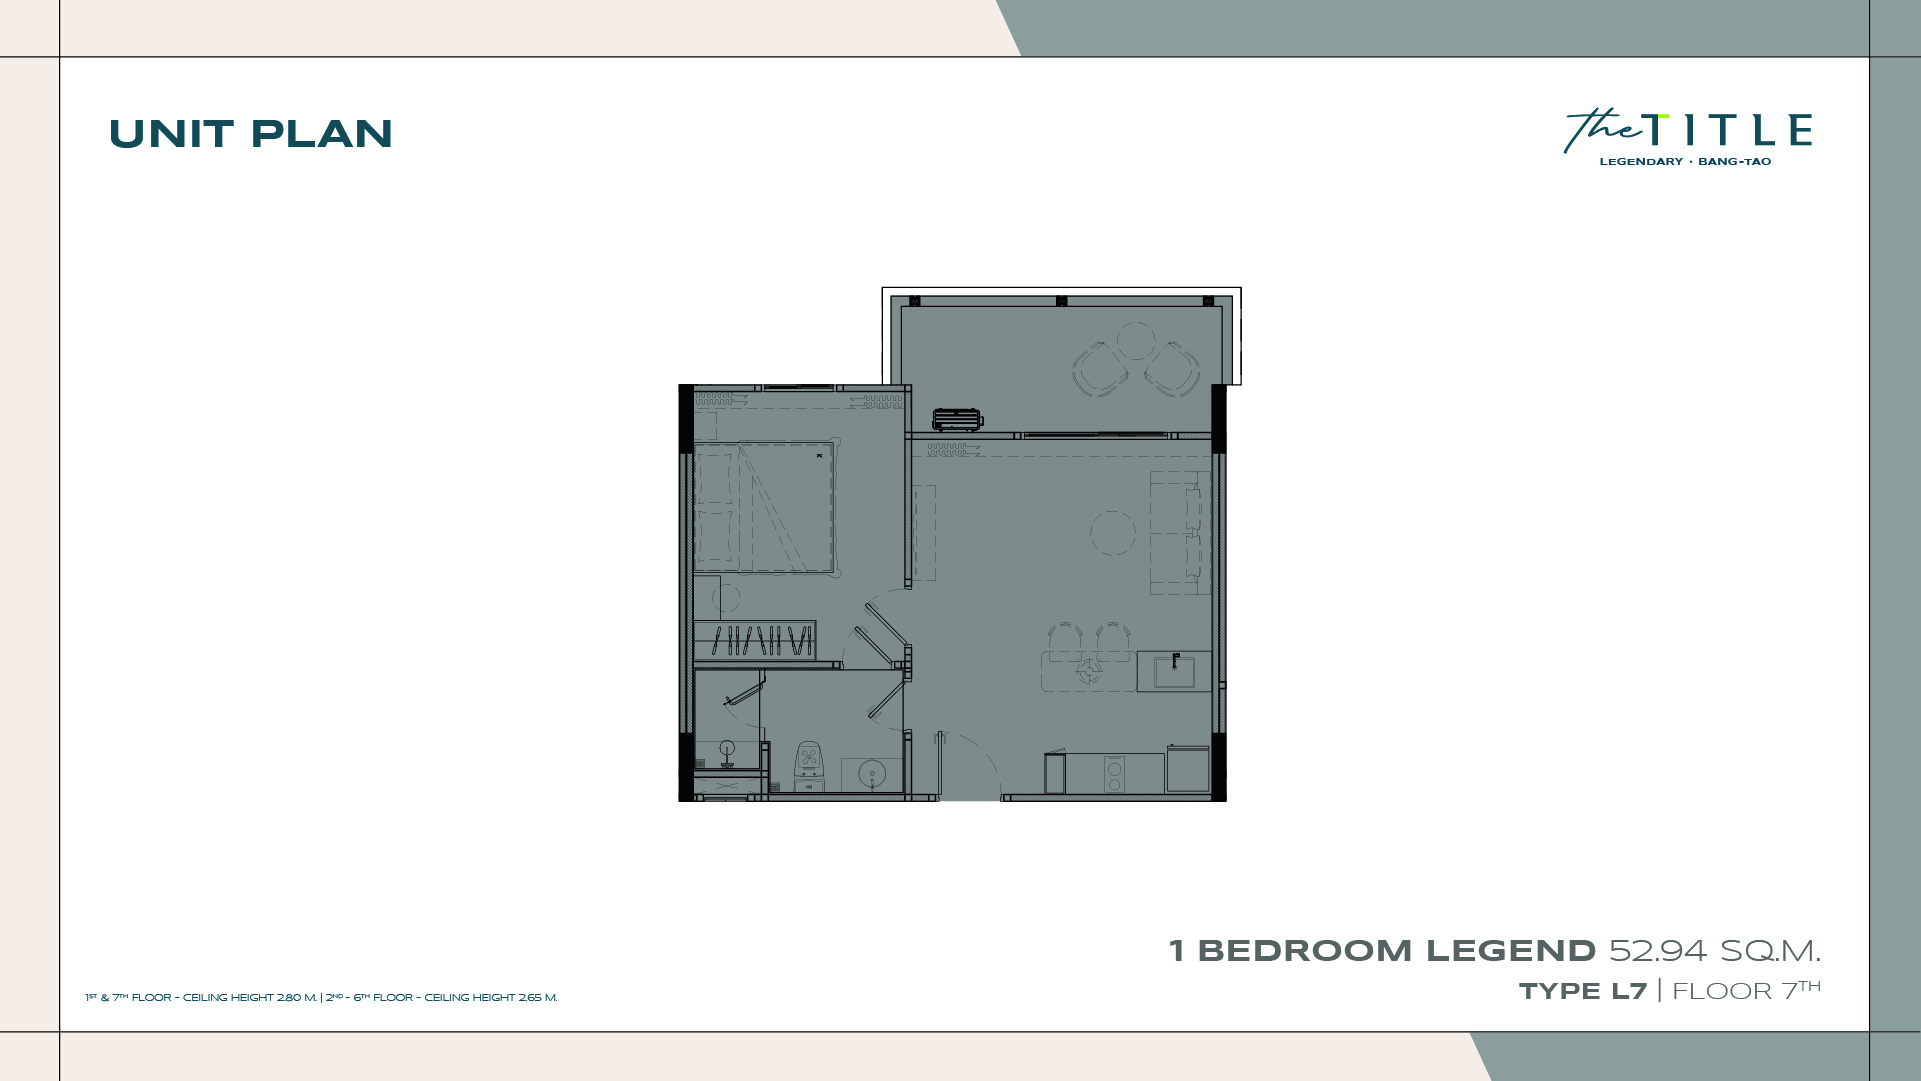 UNIT PLAN
the TITLE
LEGENDARY · BANG-TAO
1 BEDROOM LEGEND 52.94 SQ.M.
TYPE L7 | FLOOR 7TH
1ST & 7TH FLOOR - CEILING HEIGHT 2.80 M. | 2ND - 6TH FLOOR - CEILING HEIGHT 2.65 M.